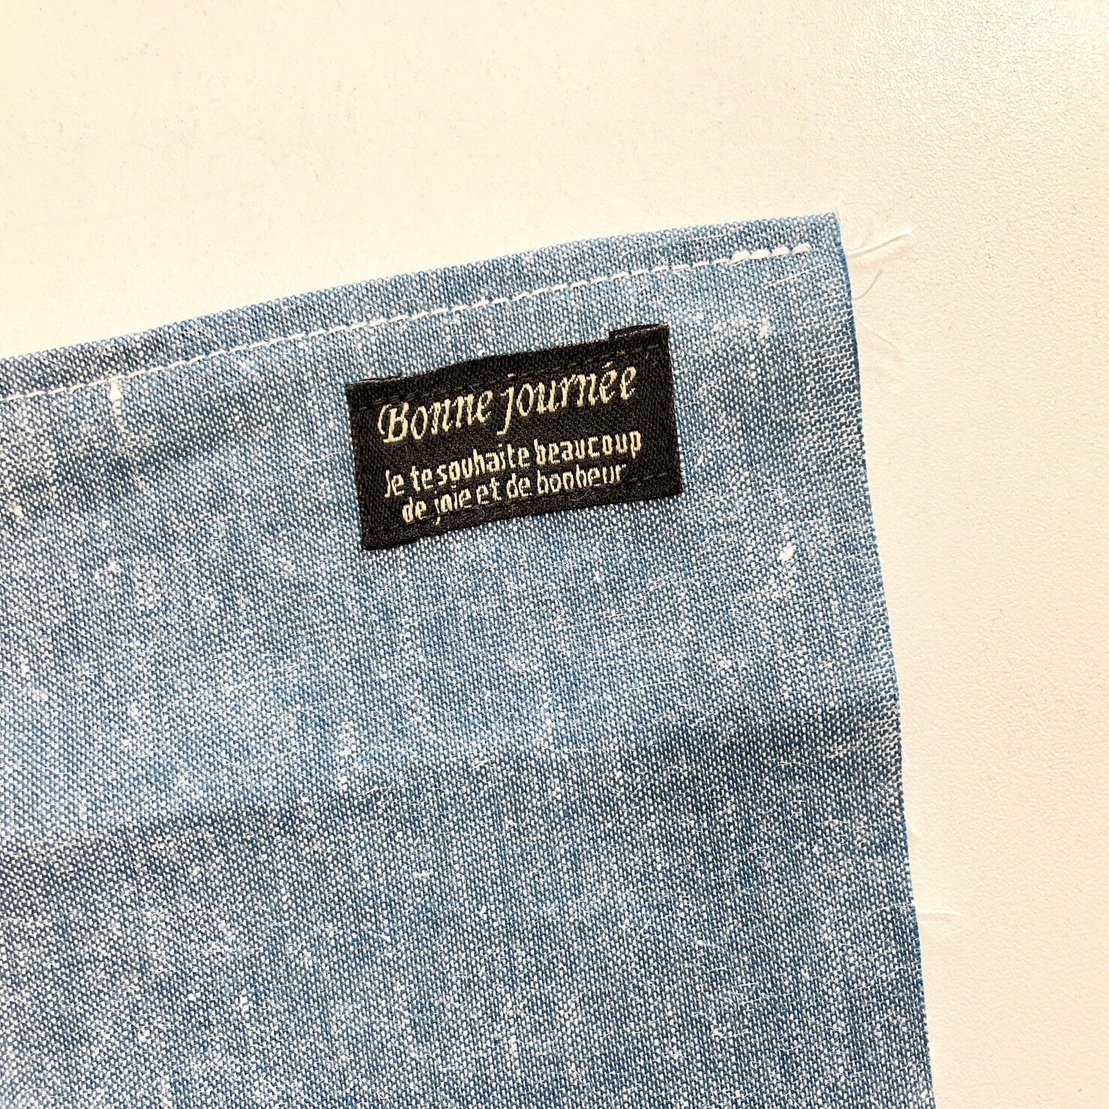 Bonne journée
Je te souhaite beaucoup
de joie et de bonheur